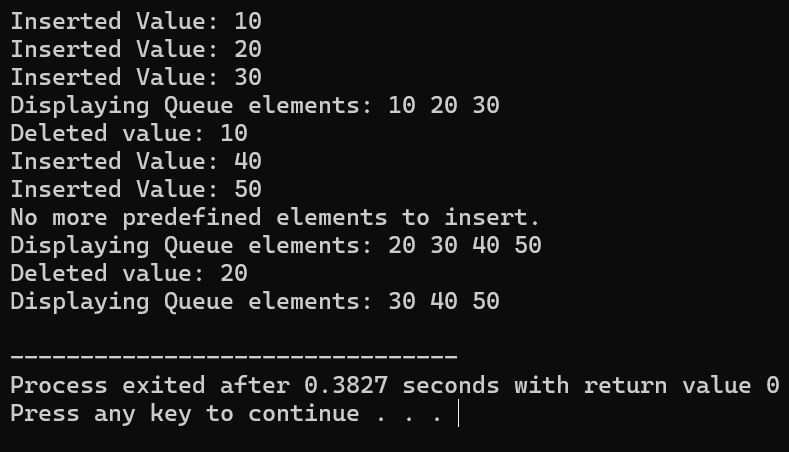 Inserted Value: 10
Inserted Value: 20
Inserted Value: 30
Displaying Queue elements: 10 20 30
Deleted value: 10
Inserted Value: 40
Inserted Value: 50
No more predefined elements to insert.
Displaying Queue elements: 20 30 40 50
Deleted value: 20
Displaying Queue elements: 30 40 50
--------------------------------
Process exited after 0.3827 seconds with return value 0
Press any key to continue . . .